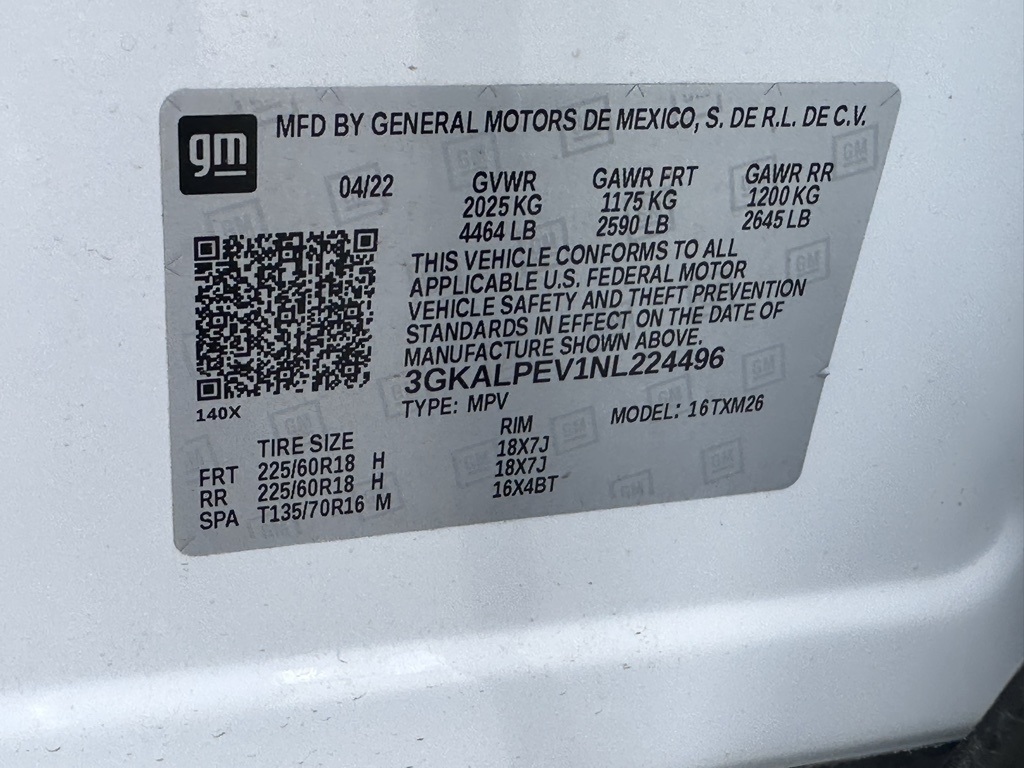 gm MFD BY GENERAL MOTORS DE MEXICO, S. DE R.L. DE C.V.
04/22 GVWR GAWR FRT GAWR RR
2025 KG 1175 KG 1200 KG
4464 LB 2590 LB 2645 LB
THIS VEHICLE CONFORMS TO ALL
APPLICABLE U.S. FEDERAL MOTOR
VEHICLE SAFETY AND THEFT PREVENTION
STANDARDS IN EFFECT ON THE DATE OF
MANUFACTURE SHOWN ABOVE.
3GKALPEV1NL224496
140X TYPE: MPV MODEL: 16TXM26
TIRE SIZE RIM
FRT 225/60R18 H 18X7J
RR 225/60R18 H 18X7J
SPA T135/70R16 M 16X4BT